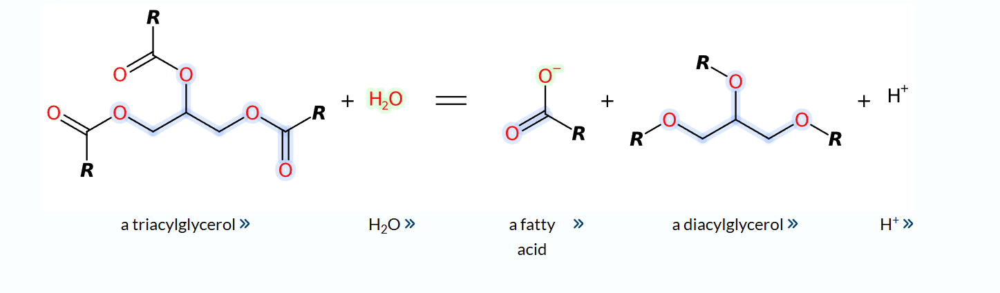 R
O
O
O
O
O
R
R
O
+
H₂O
O⁻
O
R
+
R
O
O
O
R
R
+
H⁺
a triacylglycerol »
H₂O »
a fatty acid »
a diacylglycerol »
H⁺ »